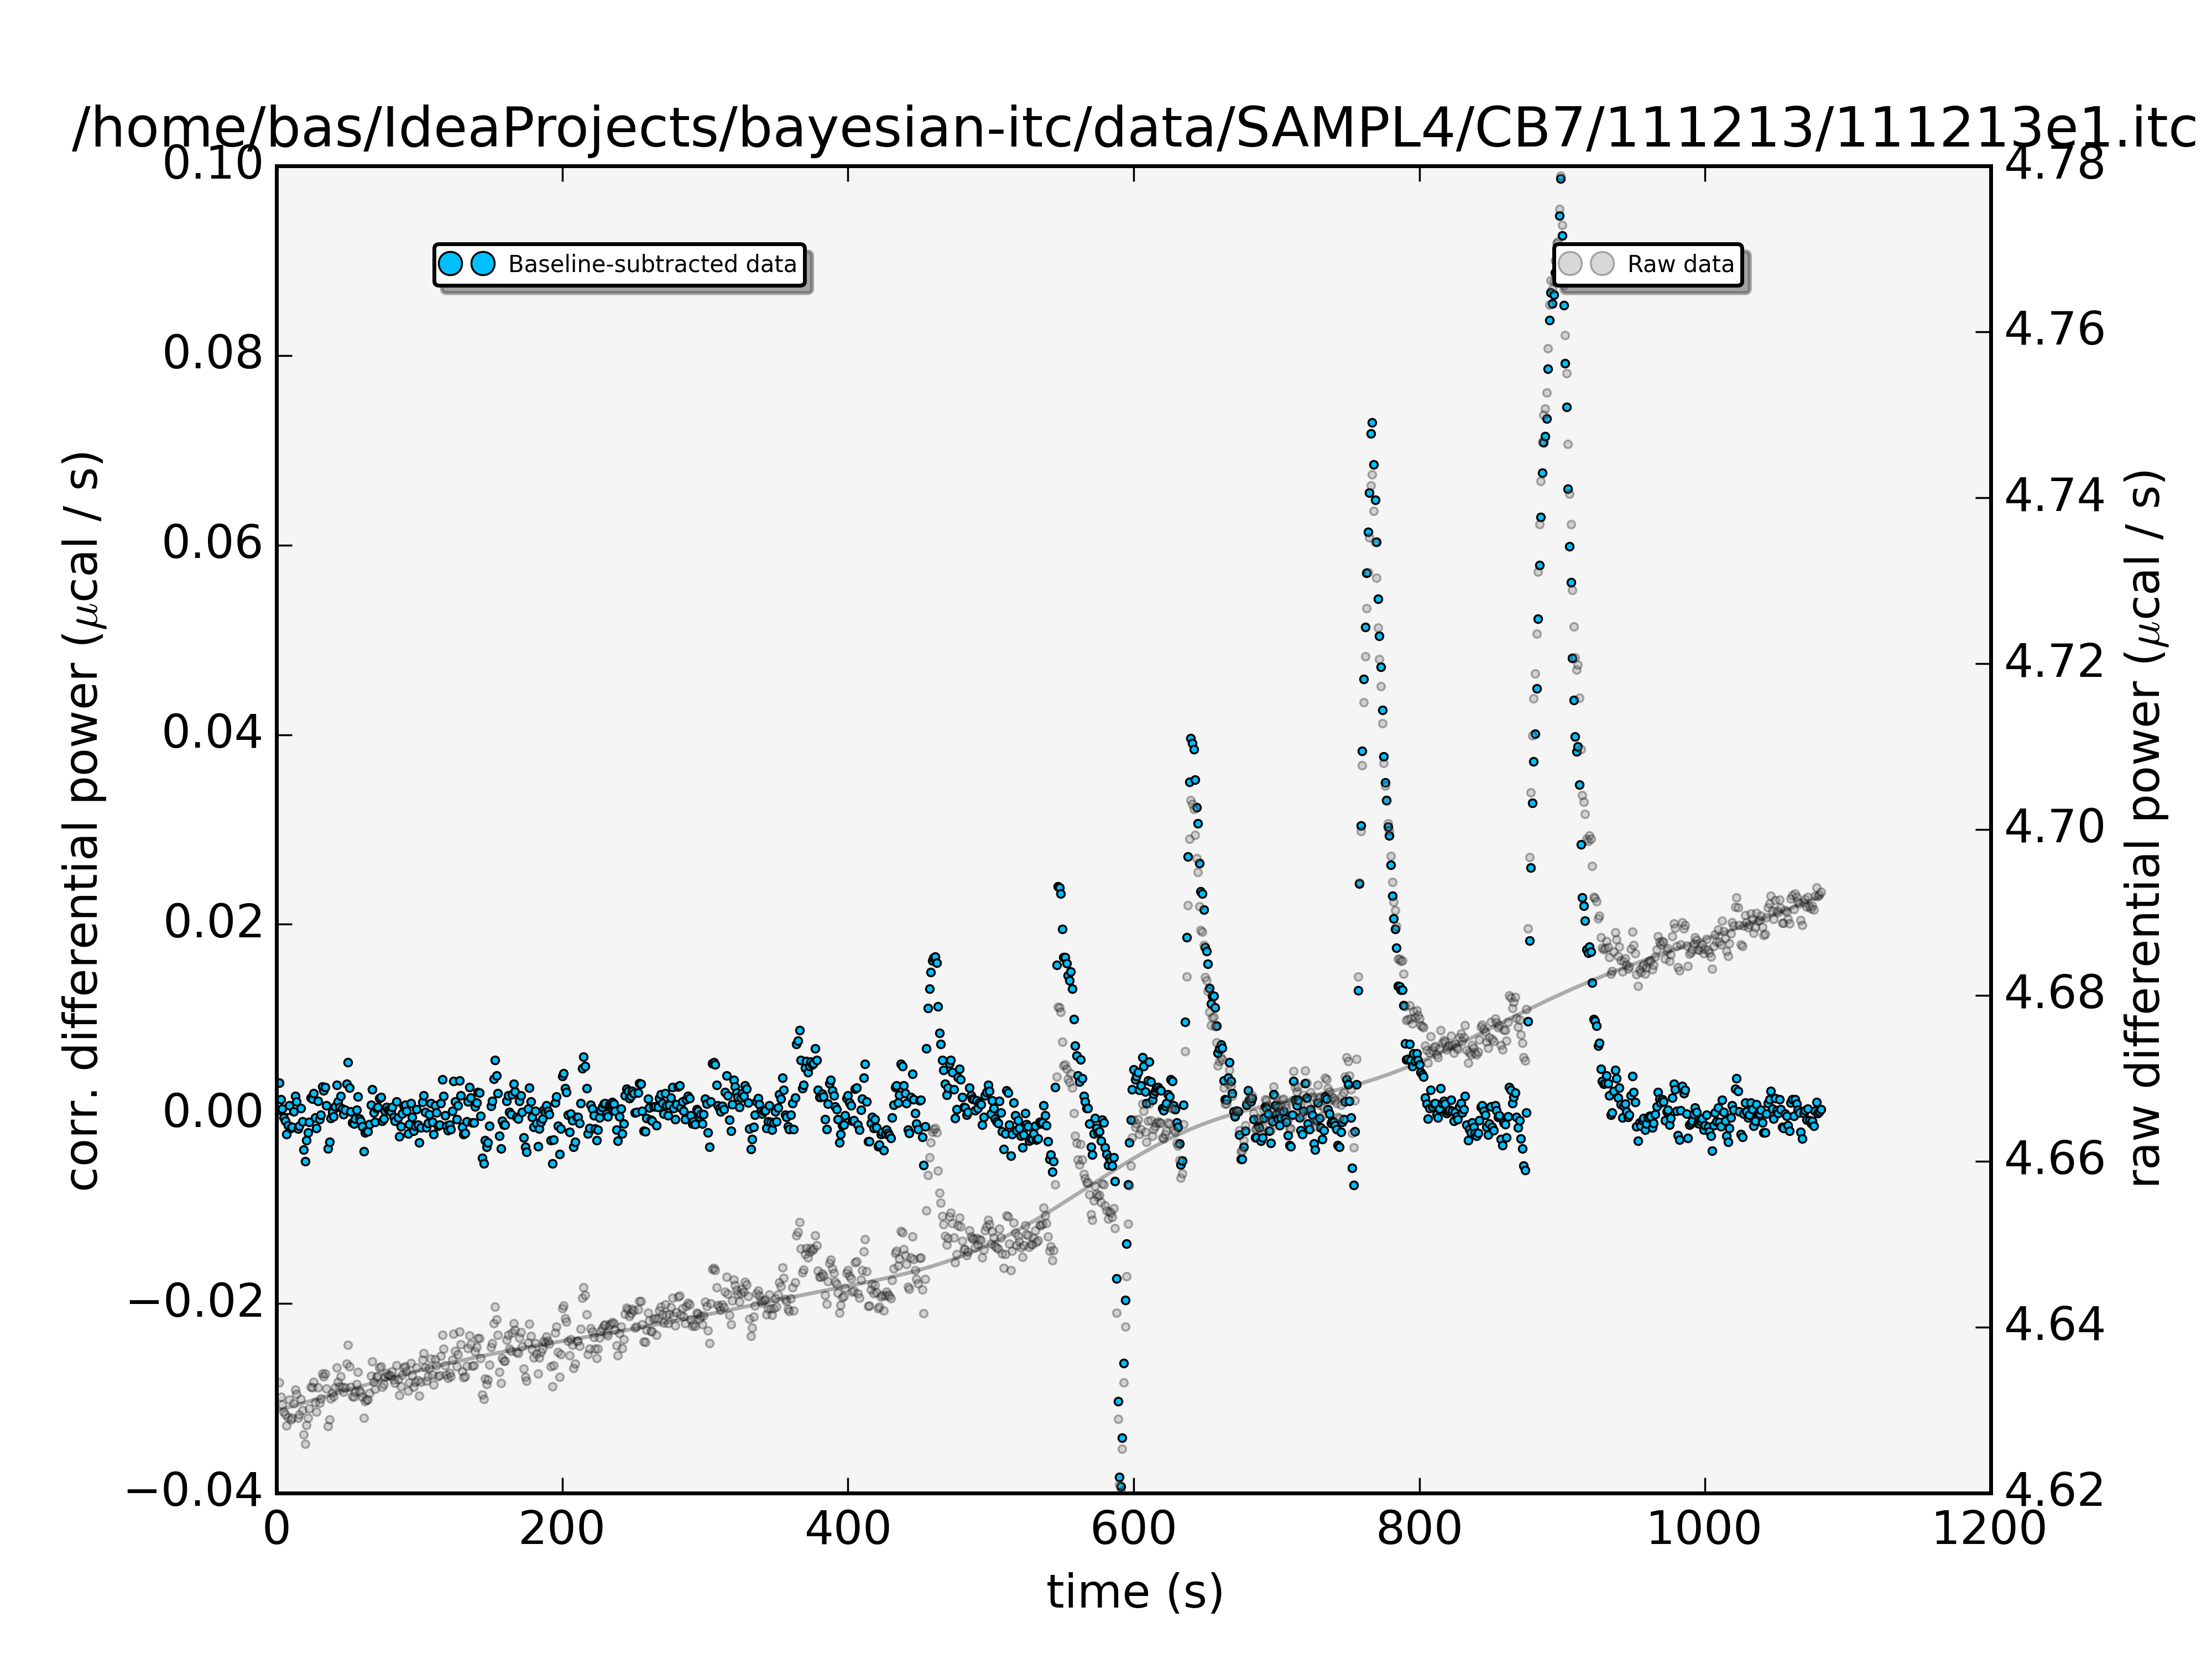 /home/bas/IdeaProjects/bayesian-itc/data/SAMPL4/CB7/111213/111213e1.itc
Baseline-subtracted data
Raw data
corr. differential power (μcal / s)
0.10
0.08
0.06
0.04
0.02
0.00
−0.02
−0.04
4.78
4.76
4.74
4.72
4.70
4.68
4.66
4.64
4.62
raw differential power (μcal / s)
0 200 400 600 800 1000 1200
time (s)